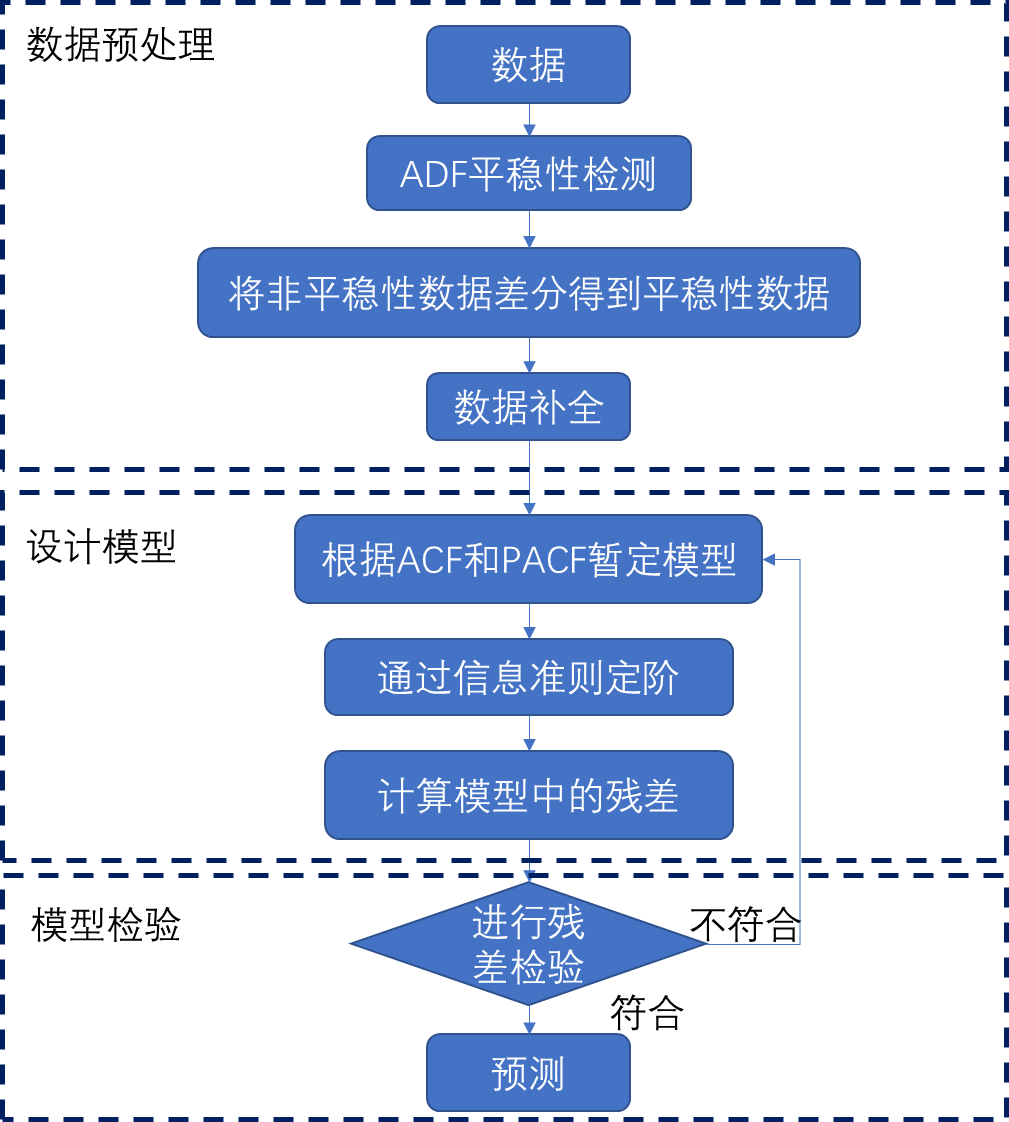 数据预处理
数据
ADF平稳性检测
将非平稳性数据差分得到平稳性数据
数据补全
设计模型
根据ACF和PACF暂定模型
通过信息准则定阶
计算模型中的残差
模型检验
进行残
差检验
不符合
符合
预测